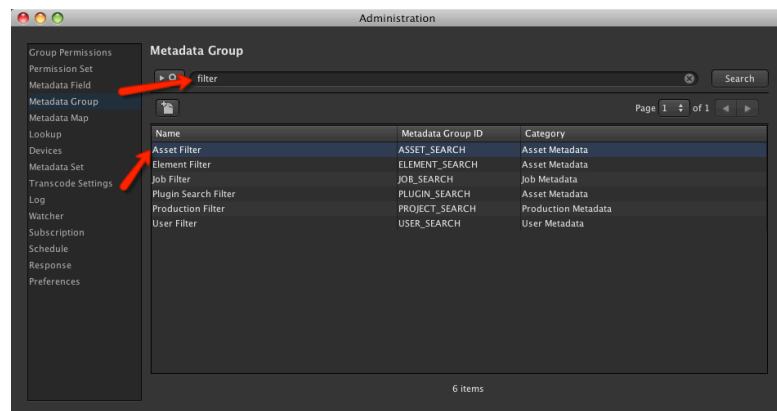 Administration
Group Permissions
Permission Set
Metadata Field
Metadata Group
Metadata Map
Lookup
Devices
Metadata Set
Transcode Settings
Log
Watcher
Subscription
Schedule
Response
Preferences
Metadata Group
filter Search
Page 1 of 1
Name Metadata Group ID Category
Asset Filter ASSET_SEARCH Asset Metadata
Element Filter ELEMENT_SEARCH Asset Metadata
Job Filter JOB_SEARCH Job Metadata
Plugin Search Filter PLUGIN_SEARCH Asset Metadata
Production Filter PROJECT_SEARCH Production Metadata
User Filter USER_SEARCH User Metadata
6 items